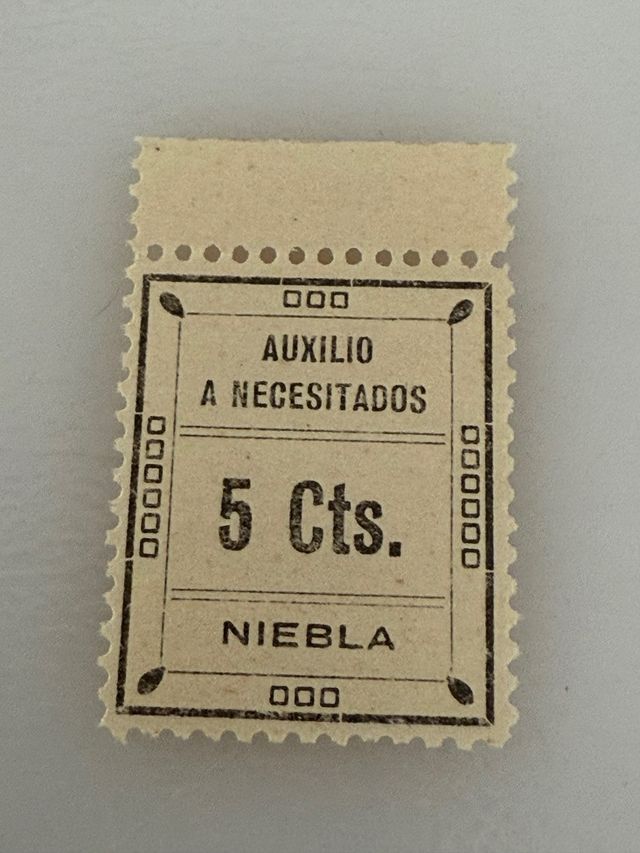 AUXILIO
A NECESITADOS
5 Cts.
NIEBLA